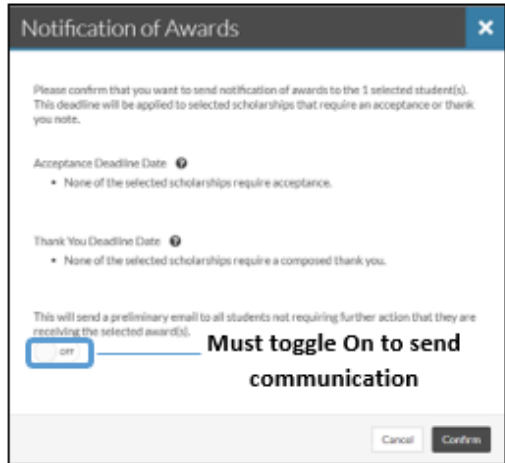 Notification of Awards
Please confirm that you want to send notification of awards to the 1 selected student(s).
This deadline will be applied to selected scholarships that require an acceptance or thank
you note.
Acceptance Deadline Date
• None of the selected scholarships require acceptance.
Thank You Deadline Date
• None of the selected scholarships require a composed thank you.
This will send a preliminary email to all students not requiring further action that they are
receiving the selected award(s).
OFF
Must toggle On to send
communication
Cancel Confirm